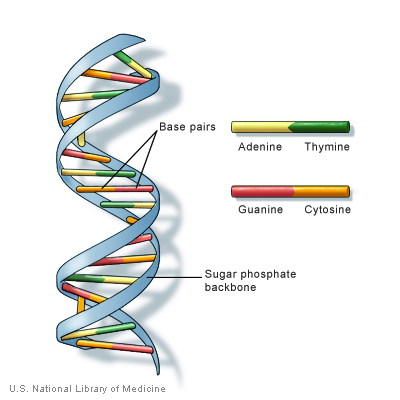 Base pairs
Adenine Thymine
Guanine Cytosine
Sugar phosphate
backbone
U.S. National Library of Medicine